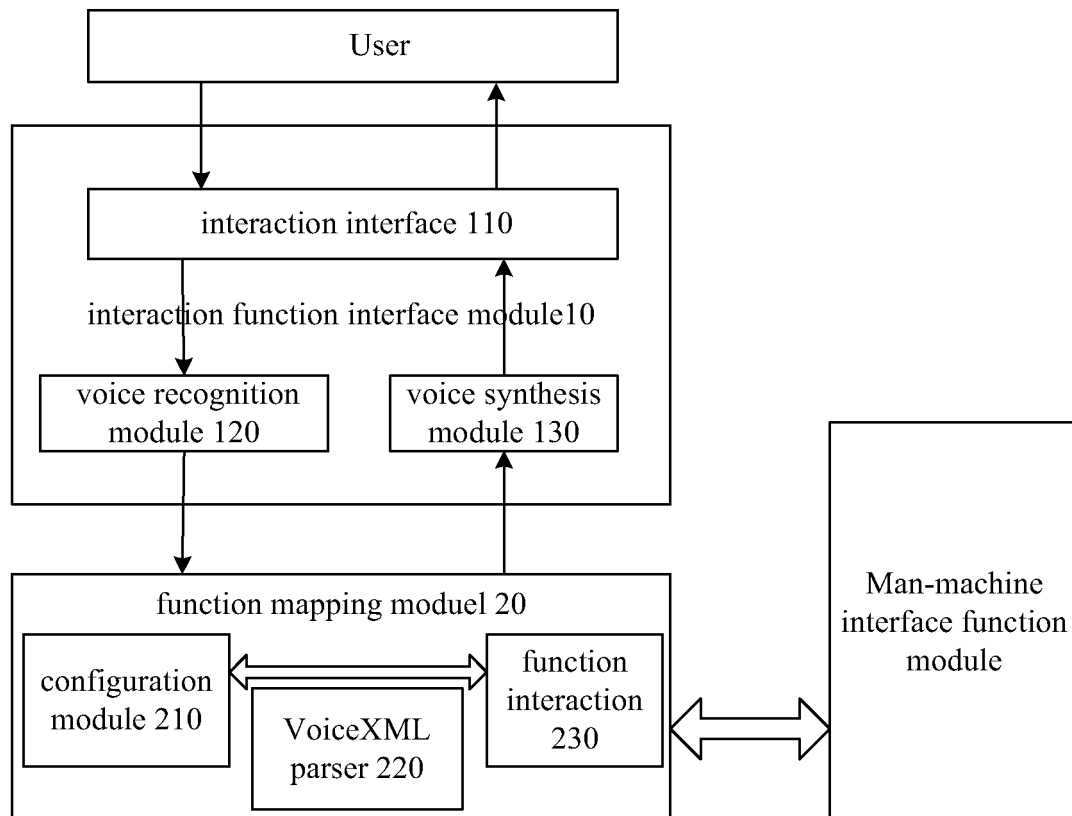 User
interaction interface 110
interaction function interface module10
voice recognition
module 120
voice synthesis
module 130
function mapping moduel 20
configuration
module 210
VoiceXML
parser 220
function
interaction
230
Man-machine
interface function
module